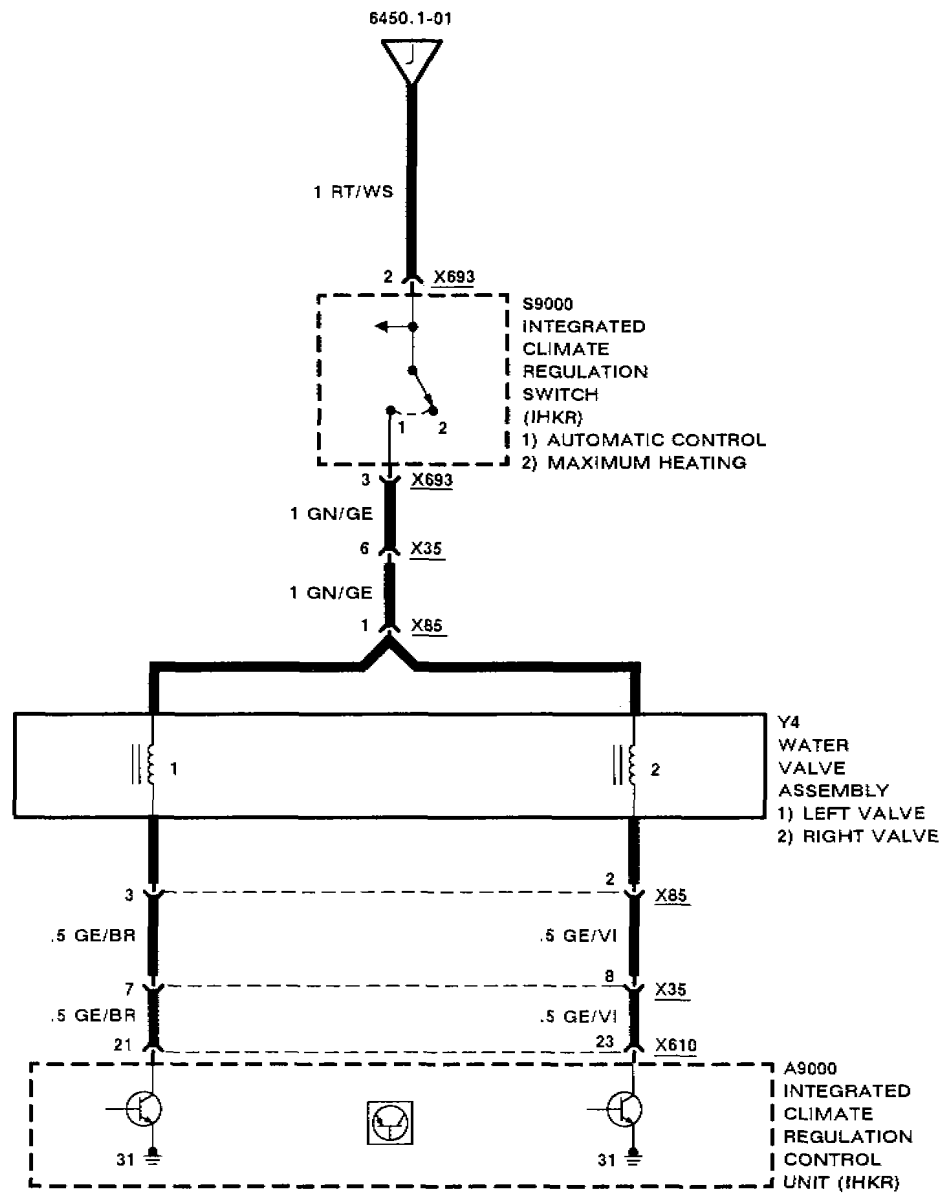 6450.1-01
J
1 RT/WS
2 X693
S9000
INTEGRATED
CLIMATE
REGULATION
SWITCH
(IHKR)
1) AUTOMATIC CONTROL
2) MAXIMUM HEATING
1 2
3 X693
1 GN/GE
6 X35
1 GN/GE
1 X85
Y4
WATER
VALVE
ASSEMBLY
1) LEFT VALVE
2) RIGHT VALVE
1 2
3 2 X85
.5 GE/BR .5 GE/VI
7 8 X35
.5 GE/BR .5 GE/VI
21 23 X610
A9000
INTEGRATED
CLIMATE
REGULATION
CONTROL
UNIT (IHKR)
31 31